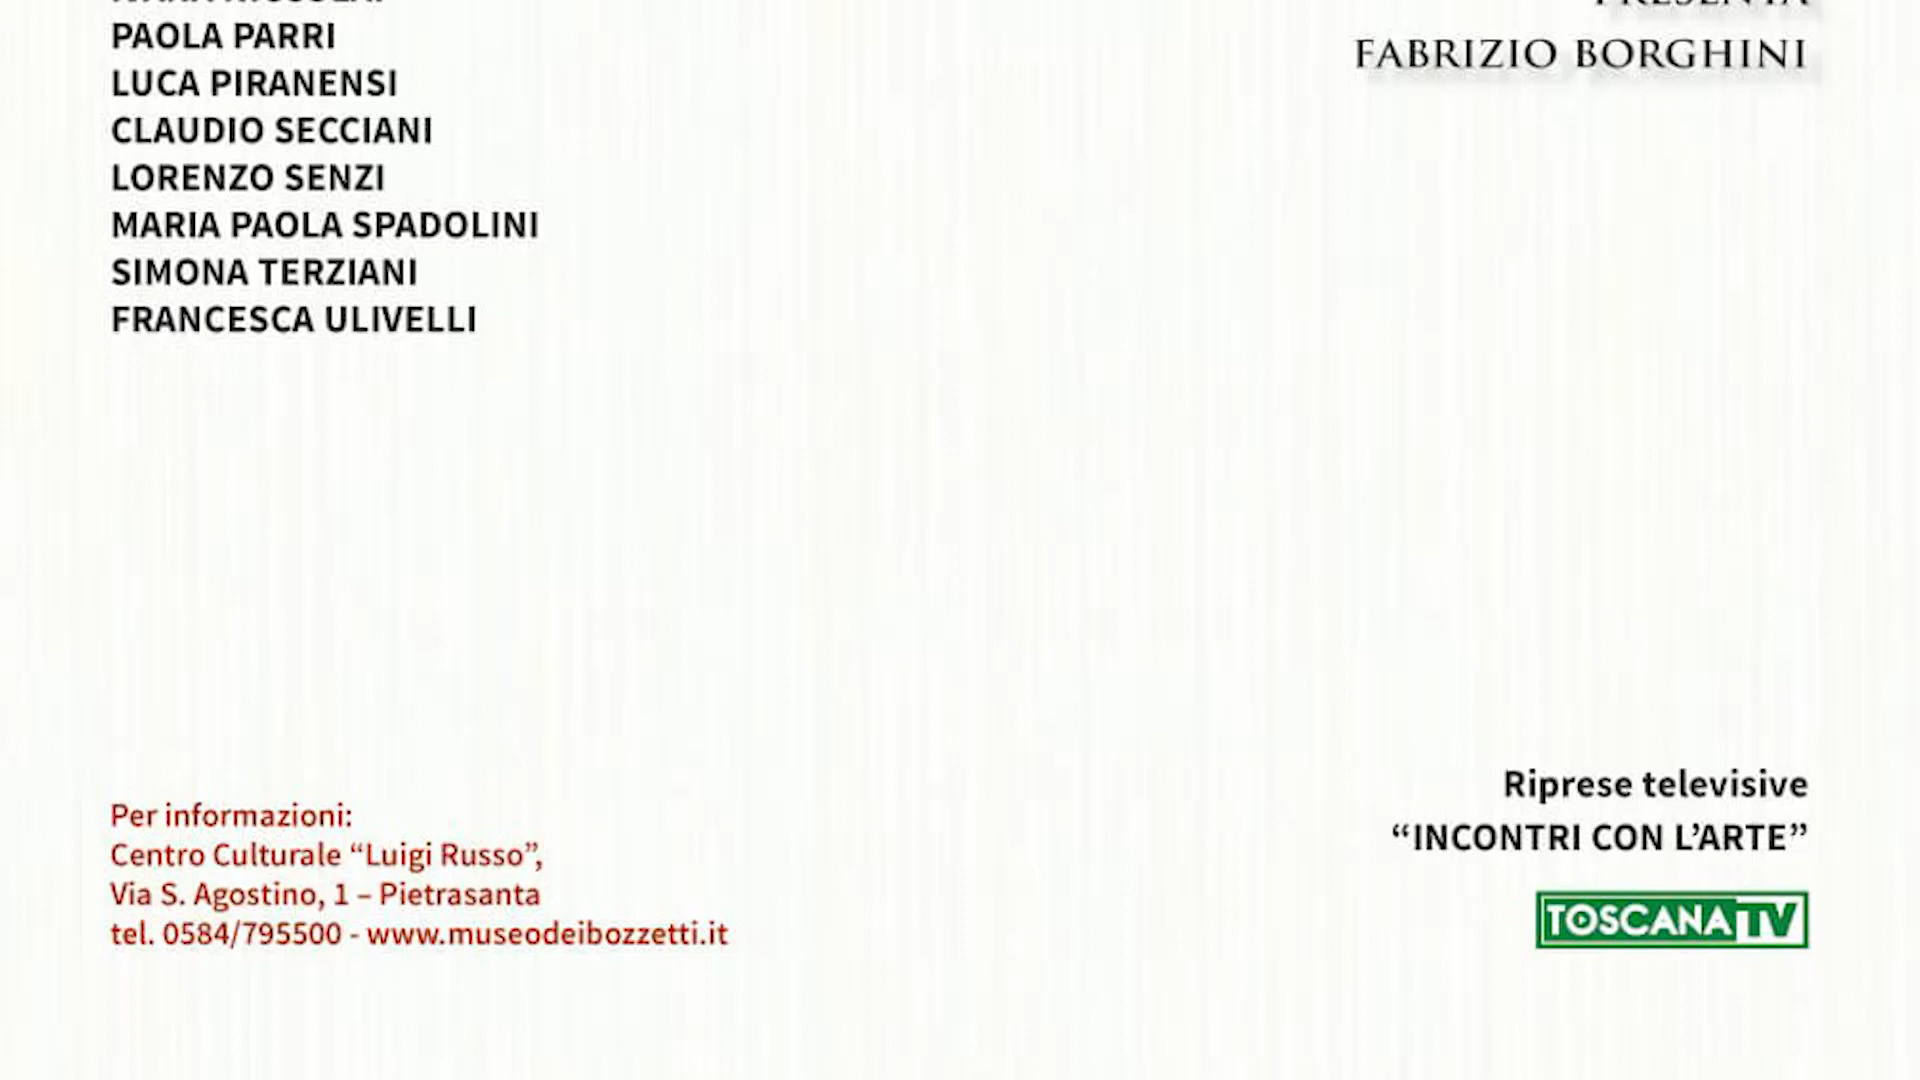 PAOLA PARRI
LUCA PIRANENSI
CLAUDIO SECCIANI
LORENZO SENZI
MARIA PAOLA SPADOLINI
SIMONA TERZIANI
FRANCESCA ULIVELLI
PRESENTA
FABRIZIO BORGHINI
Per informazioni:
Centro Culturale “Luigi Russo”,
Via S. Agostino, 1 – Pietrasanta
tel. 0584/795500 - www.museodeibozzetti.it
Riprese televisive
“INCONTRI CON L’ARTE”
TOSCANA TV